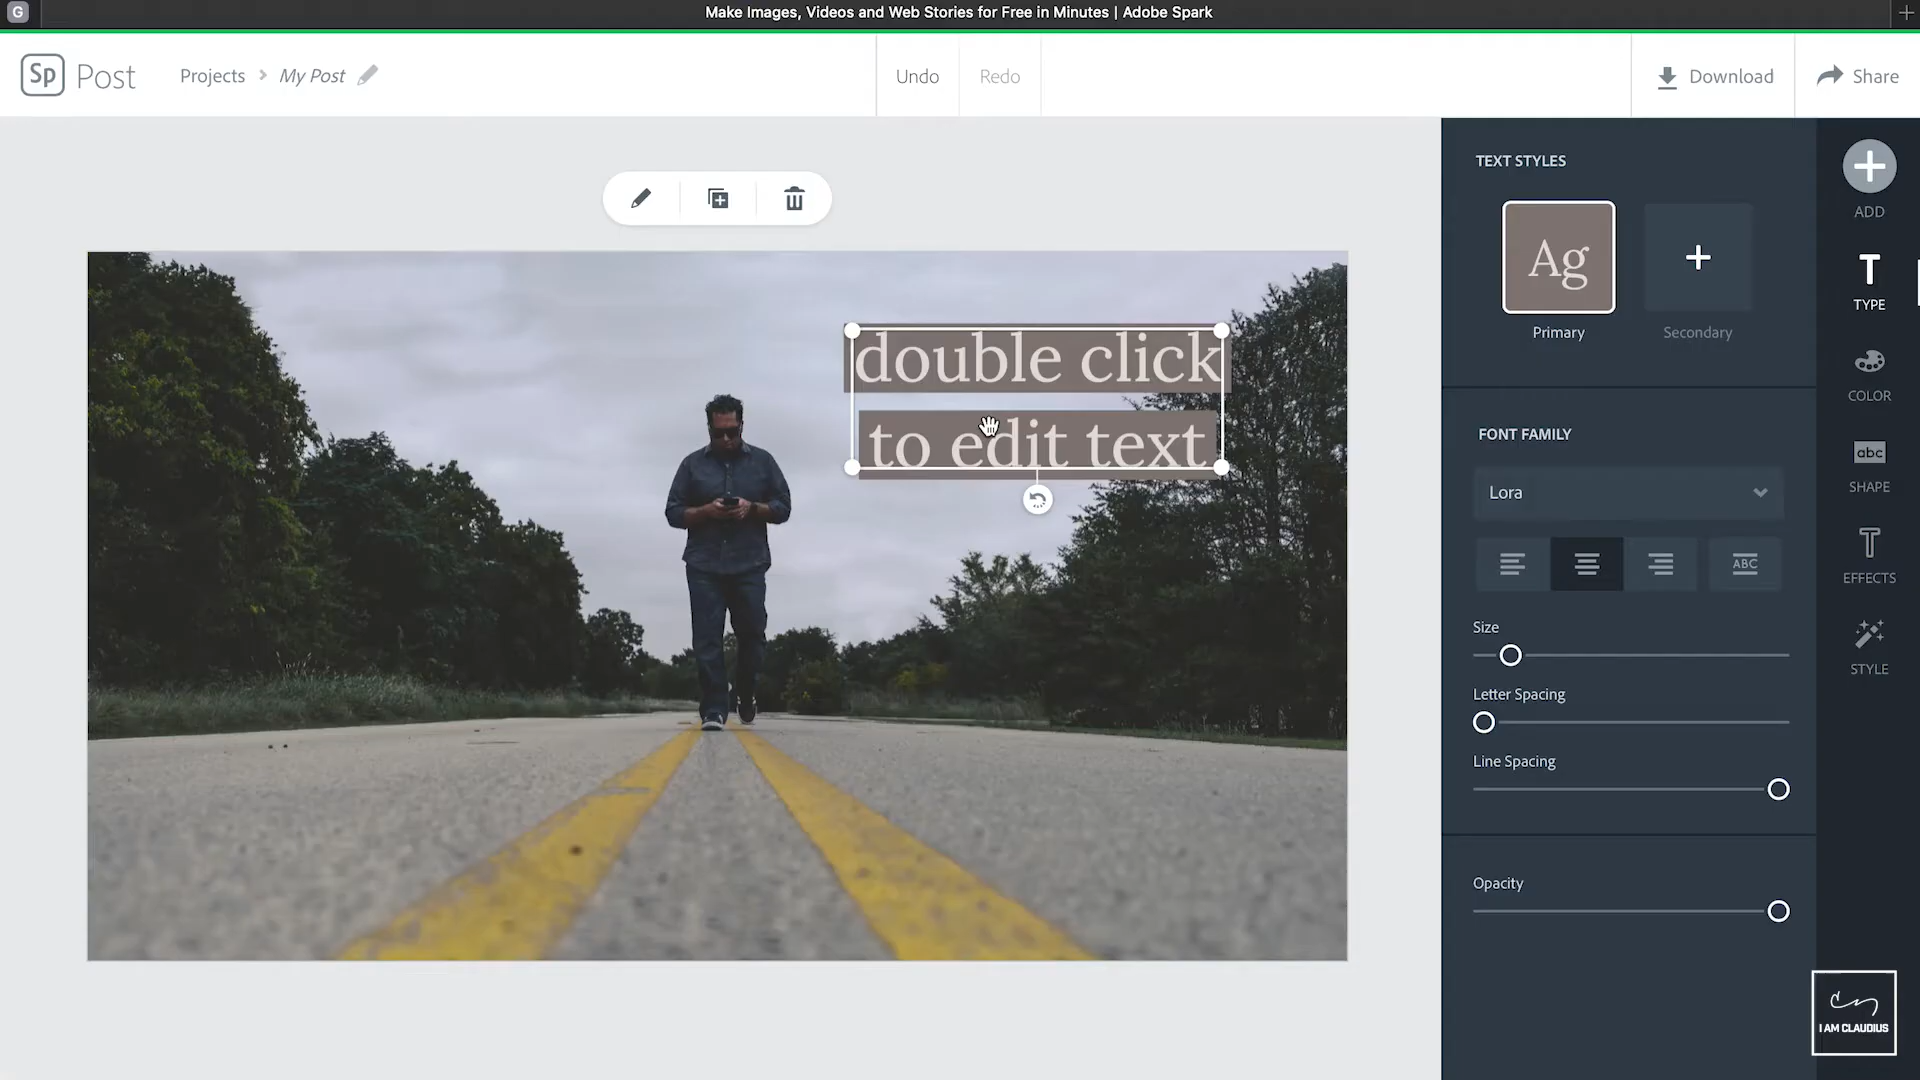 G
Make Images, Videos and Web Stories for Free in Minutes | Adobe Spark
Sp Post
Projects > My Post
Undo
Redo
Download
Share
TEXT STYLES
Ag
Primary
Secondary
ADD
TYPE
COLOR
abc
SHAPE
EFFECTS
STYLE
double click
to edit text
FONT FAMILY
Lora
ABC
Size
Letter Spacing
Line Spacing
Opacity
I AM CLAUDIUS